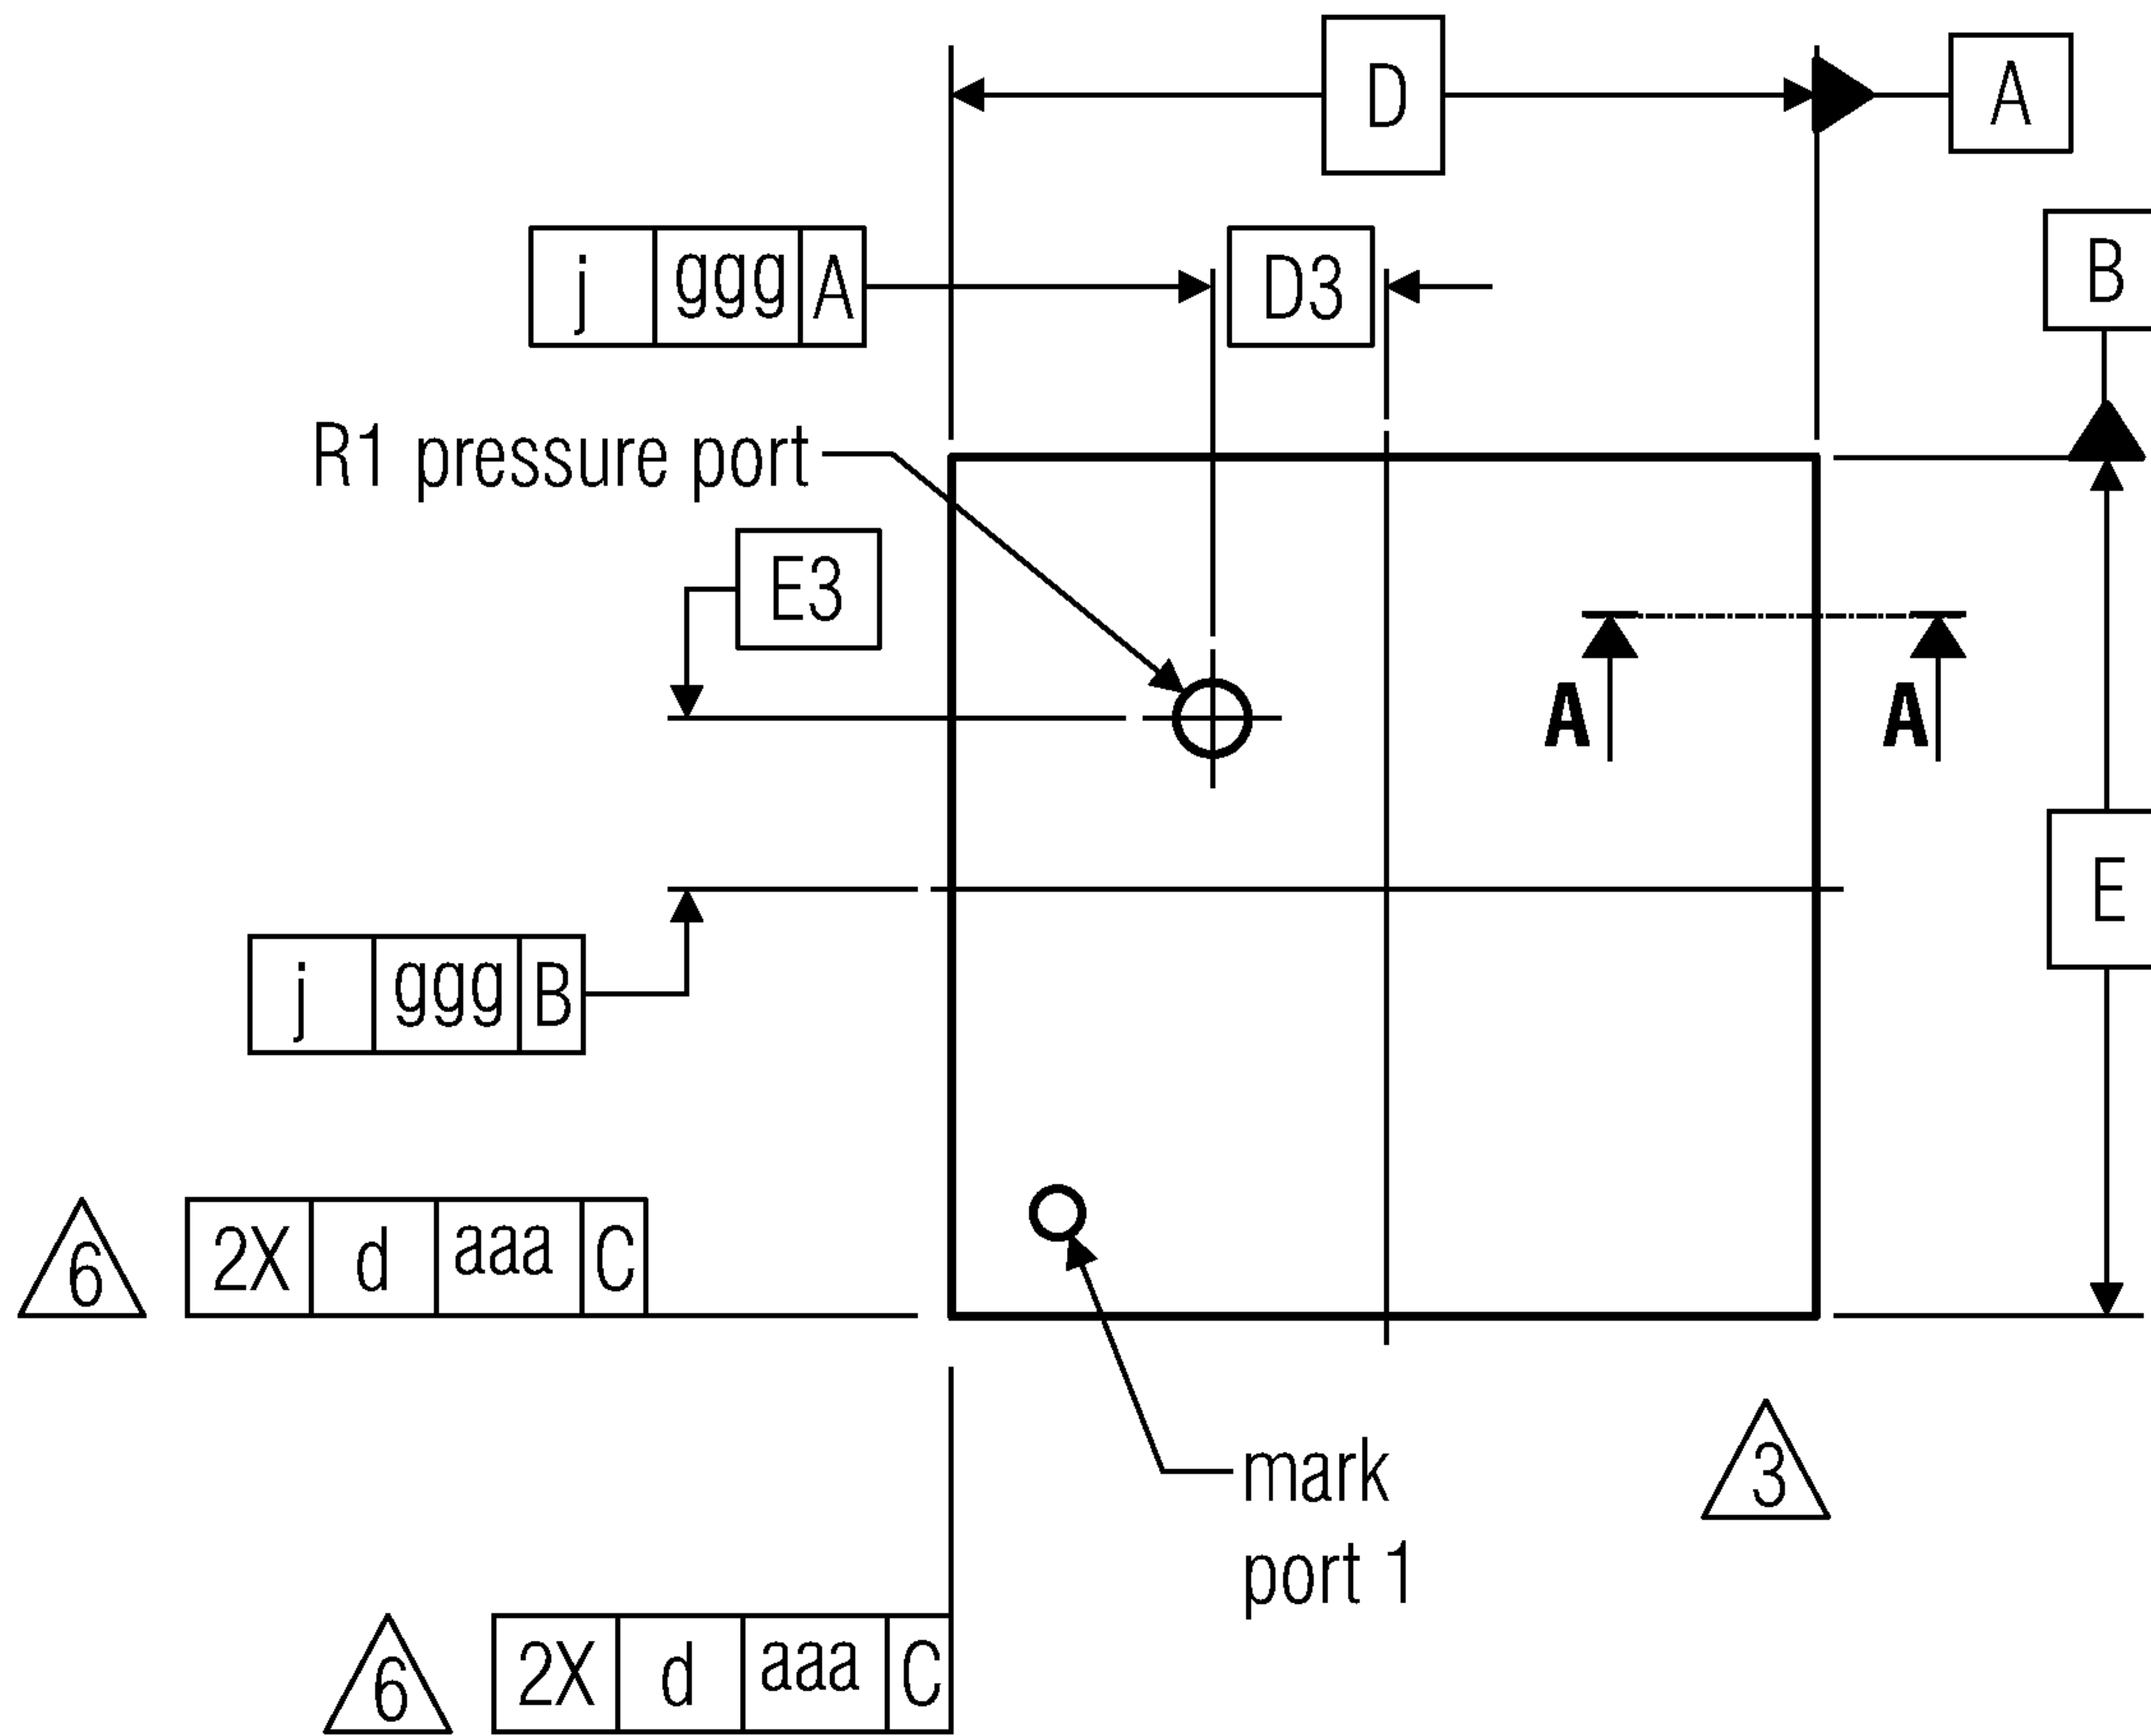 D
A
j ggg A
D3
B
R1 pressure port
E3
A A
E
j ggg B
6 2X d aaa C
mark
port 1
3
6 2X d aaa C